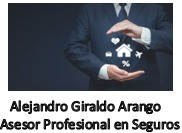 Alejandro Giraldo Arango
Asesor Profesional en Seguros